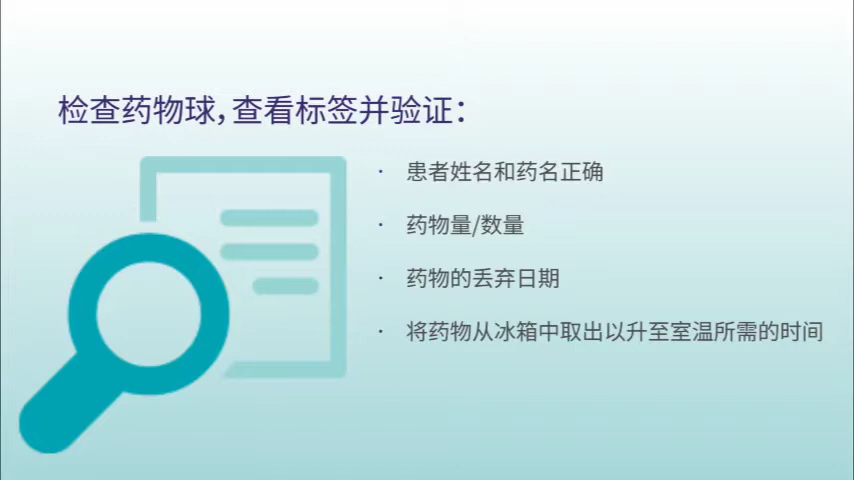 检查药物球，查看标签并验证：
· 患者姓名和药名正确
· 药物量/数量
· 药物的丢弃日期
· 将药物从冰箱中取出以升至室温所需的时间